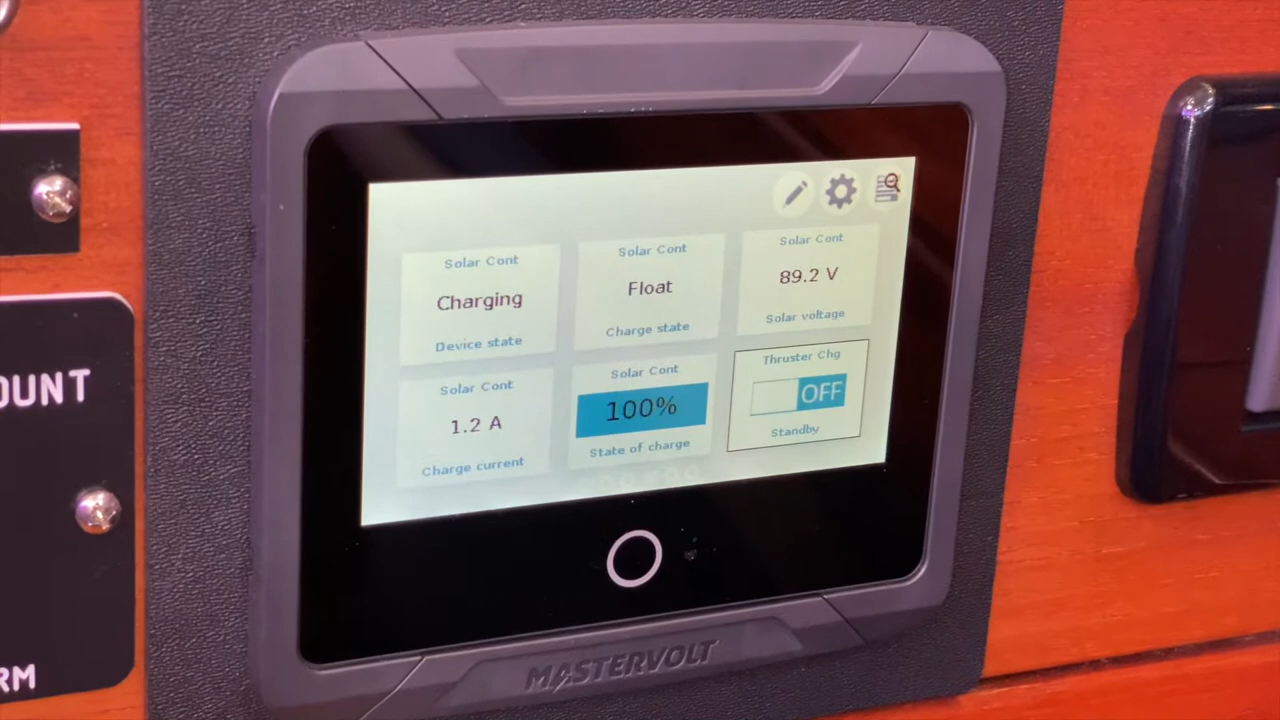 OUNT
RM
Solar Cont
Charging
Device state
Solar Cont
Float
Charge state
Solar Cont
89.2 V
Solar voltage
Solar Cont
1.2 A
Charge current
Solar Cont
100%
State of charge
Thruster Chg
OFF
Standby
MASTERVOLT